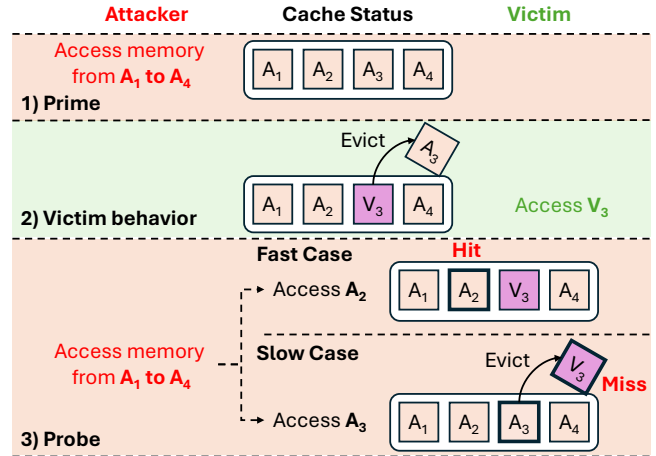 Attacker Cache Status Victim
Access memory
from A₁ to A₄
A₁ A₂ A₃ A₄
1) Prime
Evict
A₃
A₁ A₂ V₃ A₄
Access V₃
2) Victim behavior
Fast Case
Hit
Access A₂
A₁ A₂ V₃ A₄
Slow Case
Access memory
from A₁ to A₄
Evict
V₃
Miss
Access A₃
A₁ A₂ A₃ A₄
3) Probe